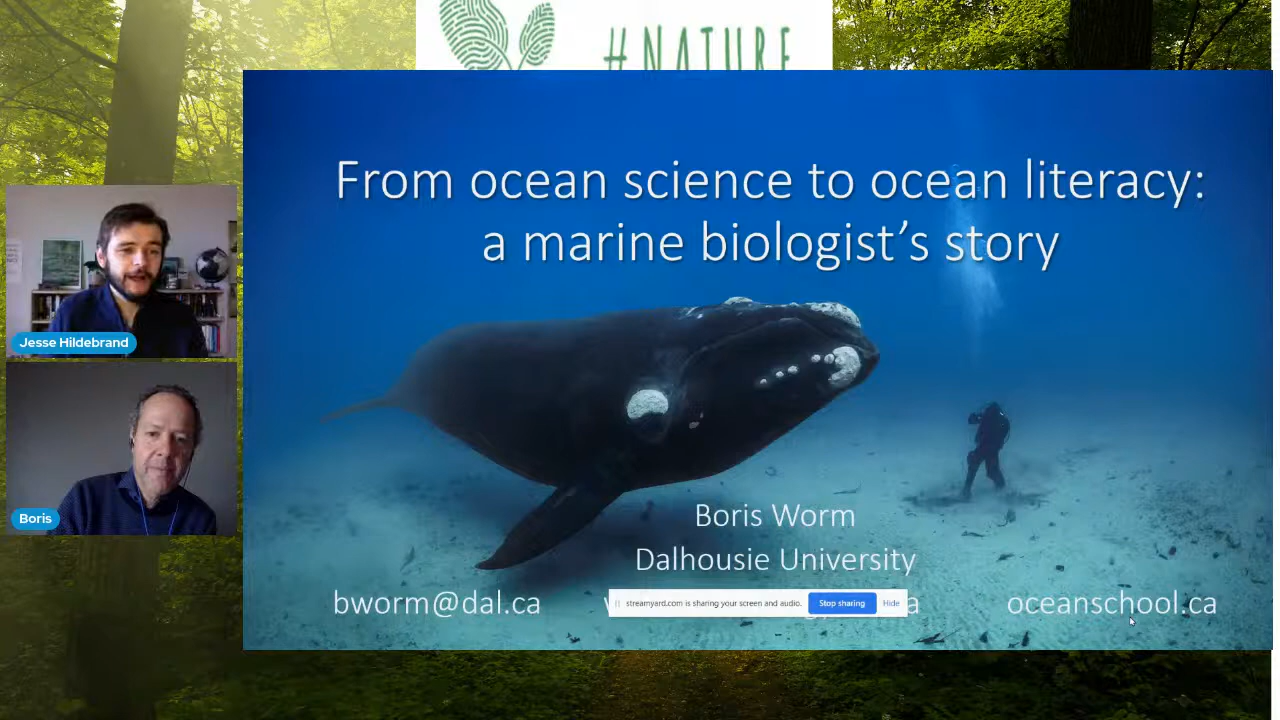 #NATURE
From ocean science to ocean literacy:
a marine biologist's story
Jesse Hildebrand
Boris
Boris Worm
Dalhousie University
bworm@dal.ca
streamyard.com is sharing your screen and audio.
Stop sharing
Hide
oceanschool.ca